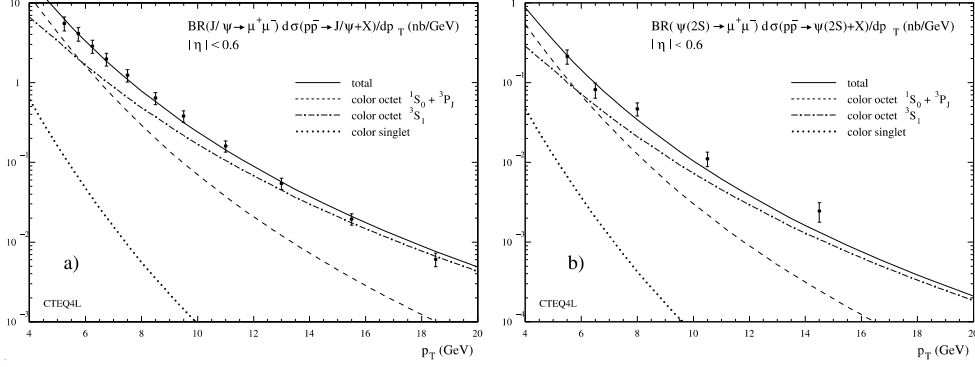 BR(J/ψ→μ⁺μ⁻) dσ(pp̅→J/ψ+X)/dp_T (nb/GeV)
|η| < 0.6
total
color octet ¹S₀ + ³P_J
color octet ³S₁
color singlet
10
1
10⁻¹
10⁻²
10⁻³
a)
CTEQ4L
4 6 8 10 12 14 16 18 20
p_T (GeV)
BR(ψ(2S)→μ⁺μ⁻) dσ(pp̅→ψ(2S)+X)/dp_T (nb/GeV)
|η| < 0.6
total
color octet ¹S₀ + ³P_J
color octet ³S₁
color singlet
1
10⁻¹
10⁻²
10⁻³
10⁻⁴
b)
CTEQ4L
4 6 8 10 12 14 16 18 20
p_T (GeV)